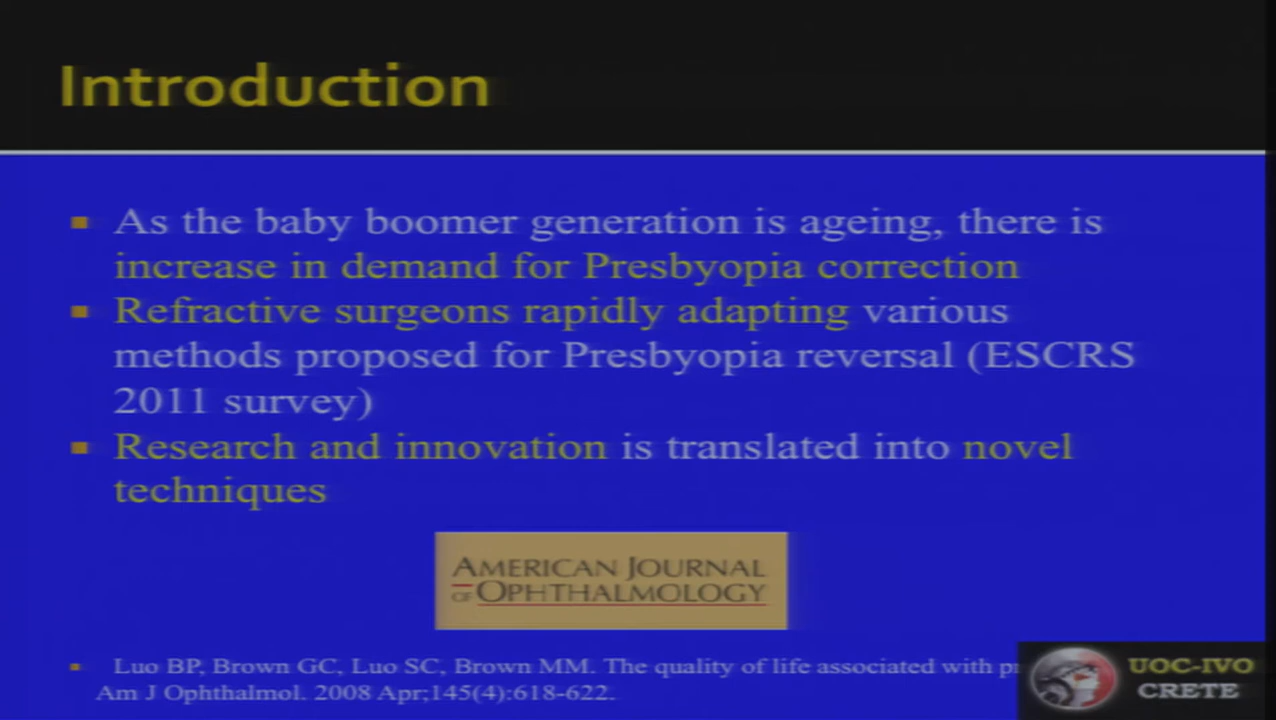 Introduction
As the baby boomer generation is ageing, there is
increase in demand for Presbyopia correction
Refractive surgeons rapidly adapting various
methods proposed for Presbyopia reversal (ESCRS
2011 survey)
Research and innovation is translated into novel
techniques
AMERICAN JOURNAL
OF OPHTHALMOLOGY
Luo BP, Brown GC, Luo SC, Brown MM. The quality of life associated with
Am J Ophthalmol. 2008 Apr;145(4):618-622.
UOC-IVO
CRETE